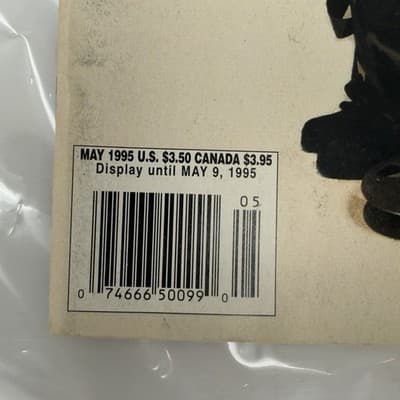 MAY 1995 U.S. $3.50 CANADA $3.95
Display until MAY 9, 1995
05
0 74666 50099 0